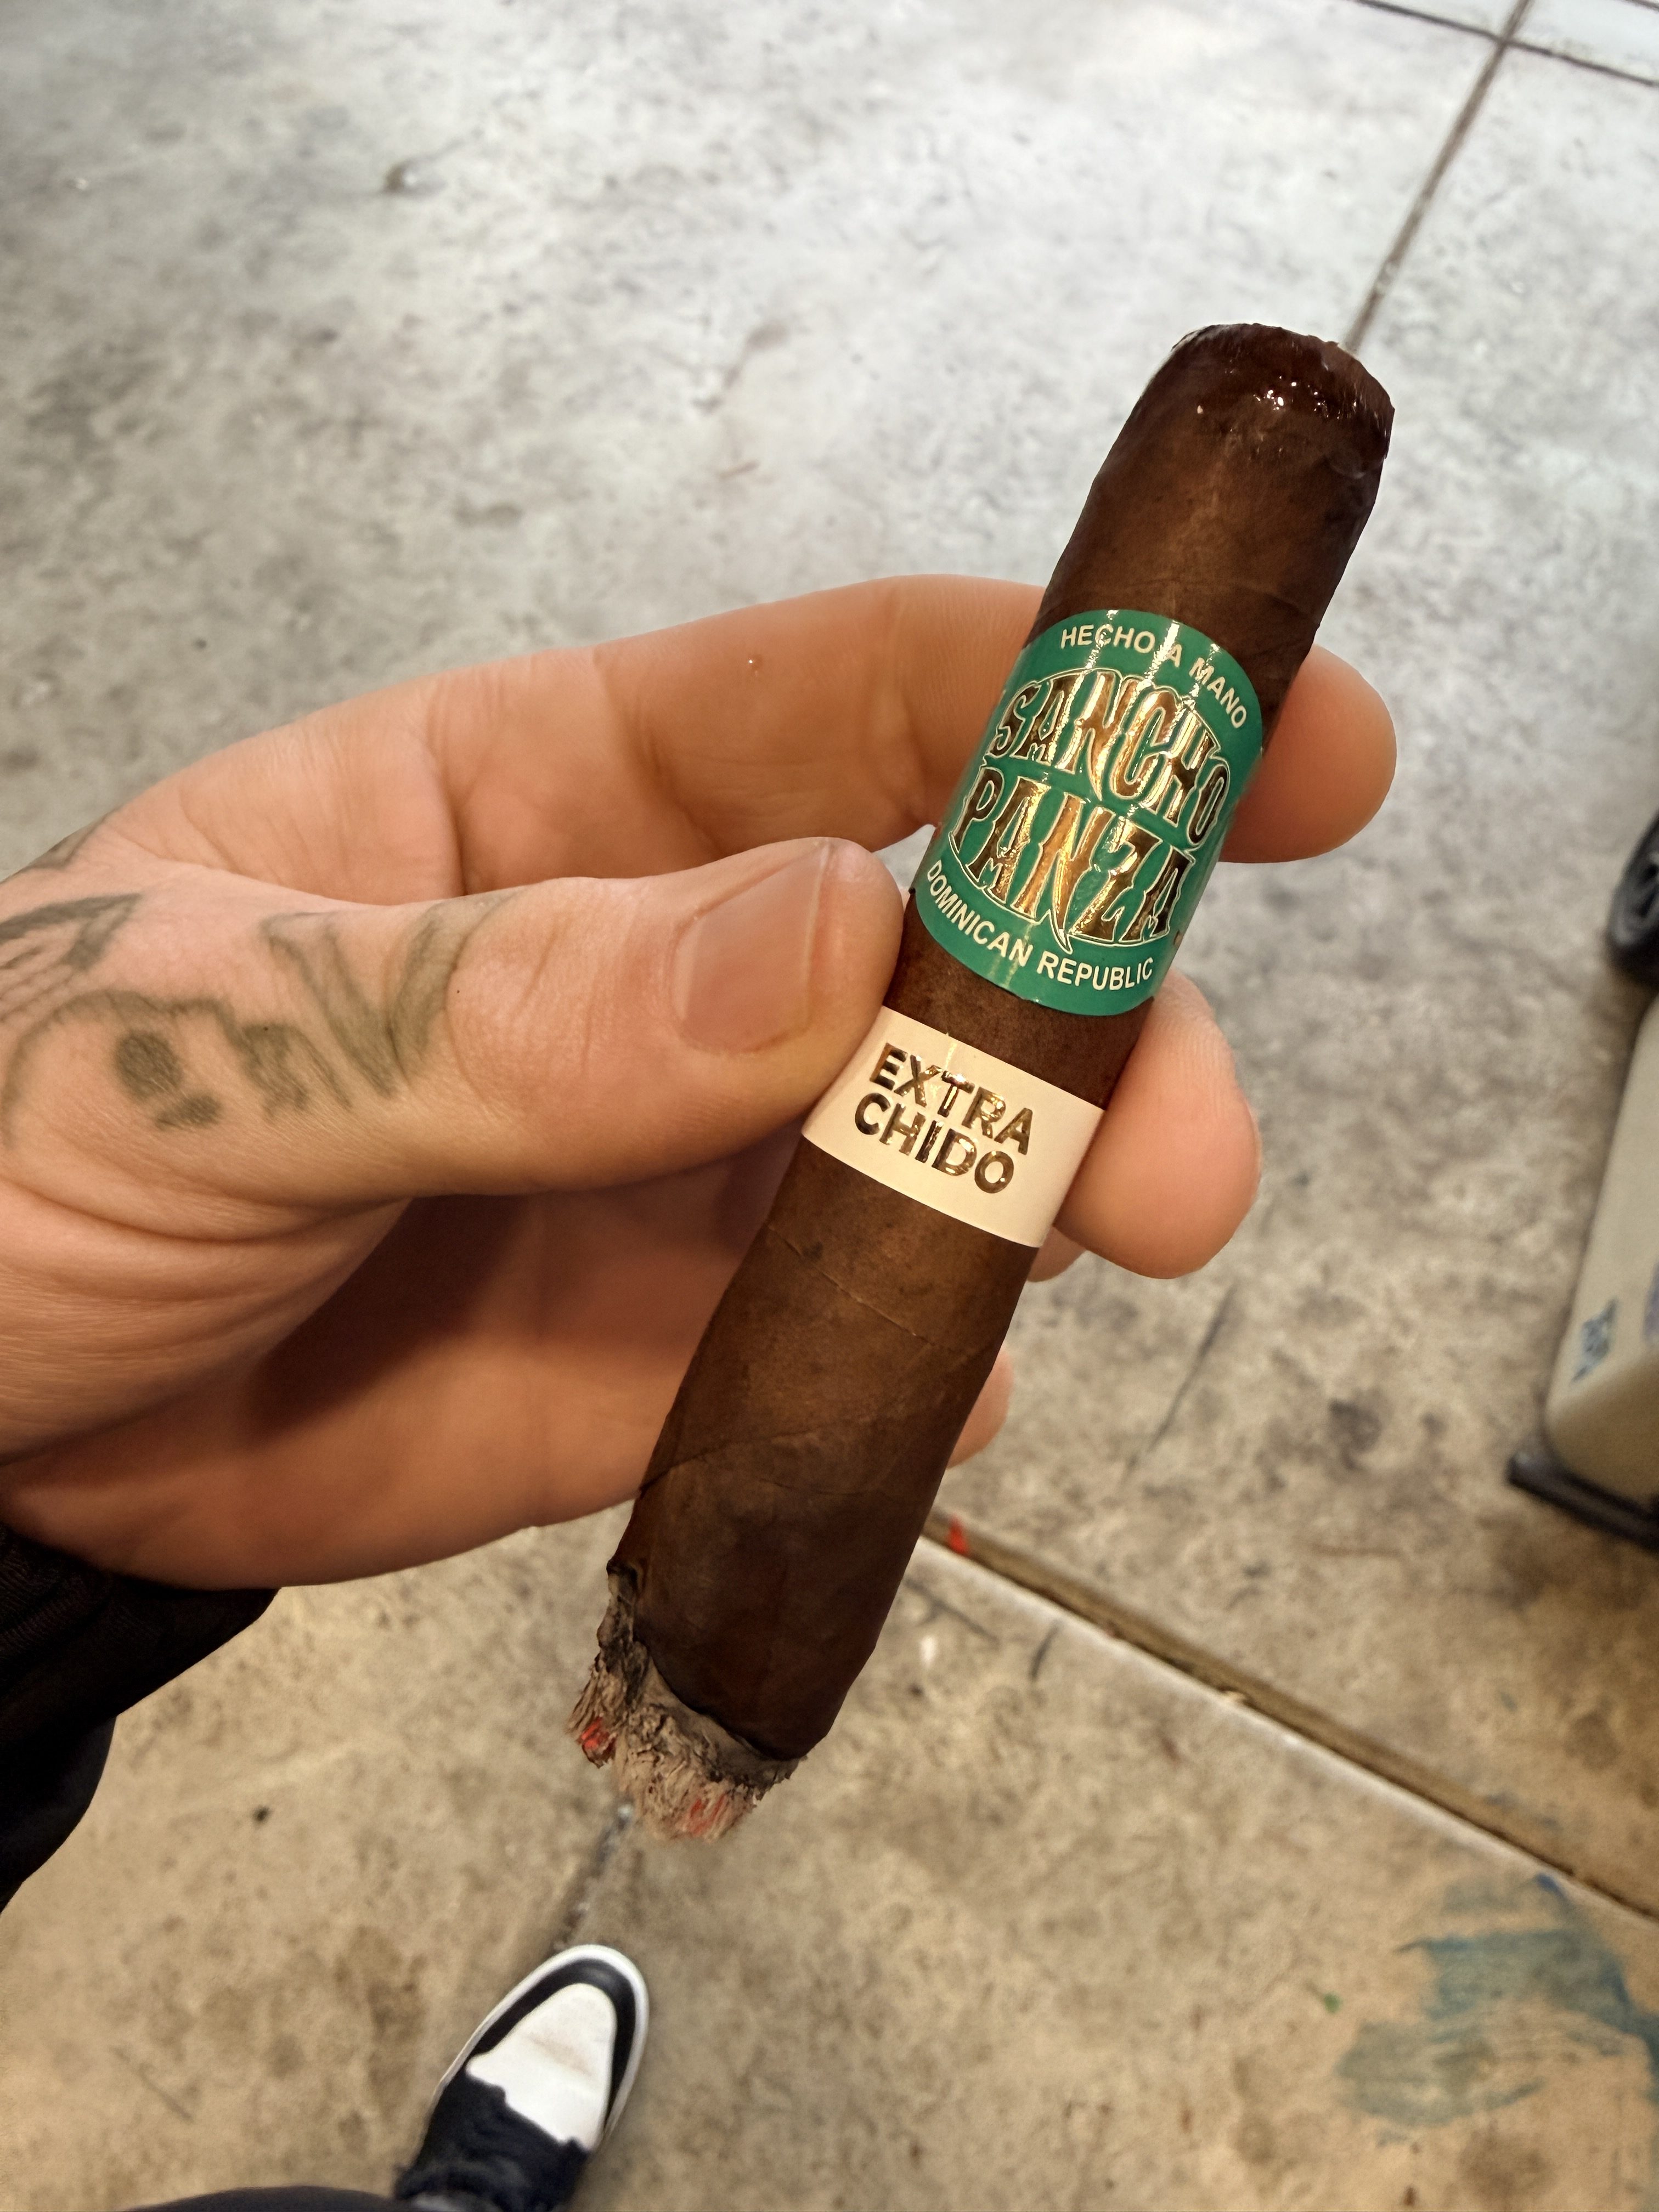 HECHO A MANO
SANCHO
PANZA
DOMINICAN REPUBLIC
EXTRA
CHIDO